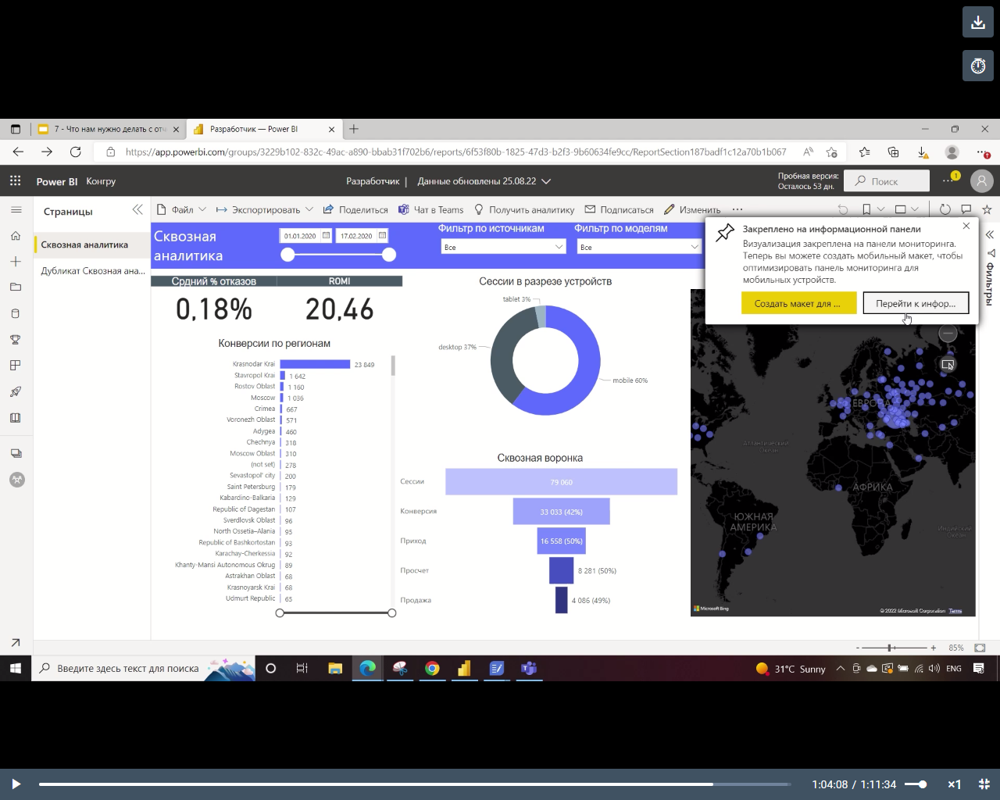 7 - Что нам нужно делать с отч
Разработчик — Power BI
https://app.powerbi.com/groups/3229b102-832c-49ac-a890-bbab31f702b6/reports/6f53f80b-1825-47d3-b2f3-9b60634fe9cc/ReportSection187badf1c12a70b1b067
Power BI Конгру
Разработчик | Данные обновлены 25.08.22
Пробная версия:
Осталось 53 дн.
Поиск
1
Страницы
Файл
Экспортировать
Поделиться
Чат в Teams
Получить аналитику
Подписаться
Изменить
Сквозная аналитика
Дубликат Сквозная ана...
Сквозная
аналитика
01.01.2020
17.02.2020
Фильтр по источникам
Все
Фильтр по моделям
Все
Закреплено на информационной панели
Визуализация закреплена на панели мониторинга.
Теперь вы можете создать мобильный макет, чтобы
оптимизировать панель мониторинга для
мобильных устройств.
Создать макет для ...
Перейти к инфор...
Фильтры
Срдний % отказов
ROMI
0,18%
20,46
Конверсии по регионам
Krasnodar Krai 23 849
Stavropol Krai 1 642
Rostov Oblast 1 160
Moscow 1 036
Crimea 667
Voronezh Oblast 571
Adygea 460
Chechnya 318
Moscow Oblast 310
(not set) 278
Sevastopol' city 200
Saint Petersburg 179
Kabardino-Balkaria 129
Republic of Dagestan 107
Sverdlovsk Oblast 96
North Ossetia–Alania 95
Republic of Bashkortostan 93
Karachay-Cherkessia 92
Khanty-Mansi Autonomous Okrug 89
Astrakhan Oblast 68
Krasnoyarsk Krai 68
Udmurt Republic 65
Сессии в разрезе устройств
tablet 3%
desktop 37%
mobile 60%
Сквозная воронка
Сессии 79 060
Конверсия 33 033 (42%)
Приход 16 558 (50%)
Просчет 8 281 (50%)
Продажа 4 086 (49%)
ЕВРОПА
Атлантический
Океан
АФРИКА
ЮЖНАЯ
АМЕРИКА
Индийский
Океан
Microsoft Bing
© 2022 Microsoft Corporation Terms
- + 85%
Введите здесь текст для поиска
31°C Sunny
ENG
1:04:08 / 1:11:34
×1